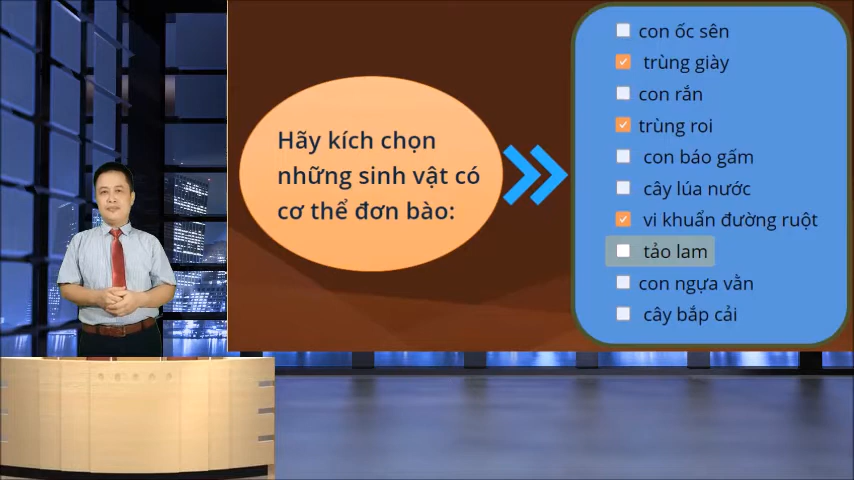 Hãy kích chọn
những sinh vật có
cơ thể đơn bào:
con ốc sên
trùng giày
con rắn
trùng roi
con báo gấm
cây lúa nước
vi khuẩn đường ruột
tảo lam
con ngựa vằn
cây bắp cải